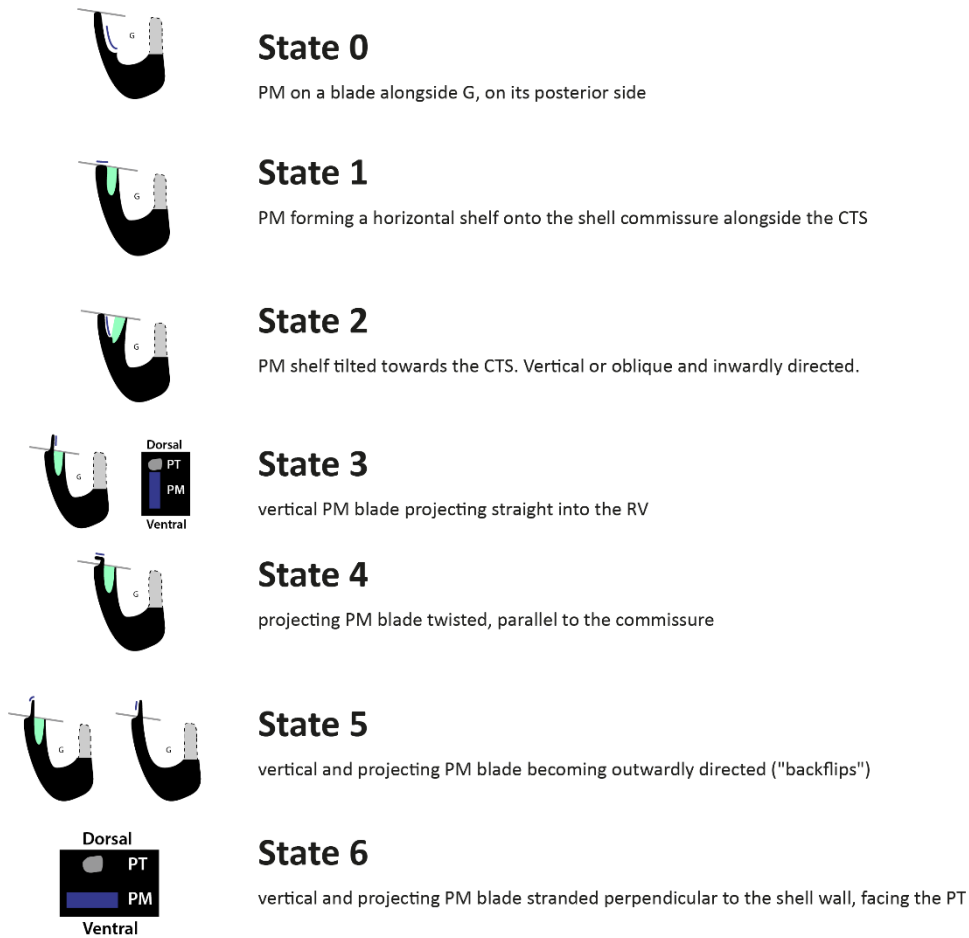 G
State 0
PM on a blade alongside G, on its posterior side
G
State 1
PM forming a horizontal shelf onto the shell commissure alongside the CTS
G
State 2
PM shelf tilted towards the CTS. Vertical or oblique and inwardly directed.
G
Dorsal
PT
PM
Ventral
State 3
vertical PM blade projecting straight into the RV
G
State 4
projecting PM blade twisted, parallel to the commissure
G
G
State 5
vertical and projecting PM blade becoming outwardly directed ("backflips")
Dorsal
PT
PM
Ventral
State 6
vertical and projecting PM blade stranded perpendicular to the shell wall, facing the PT